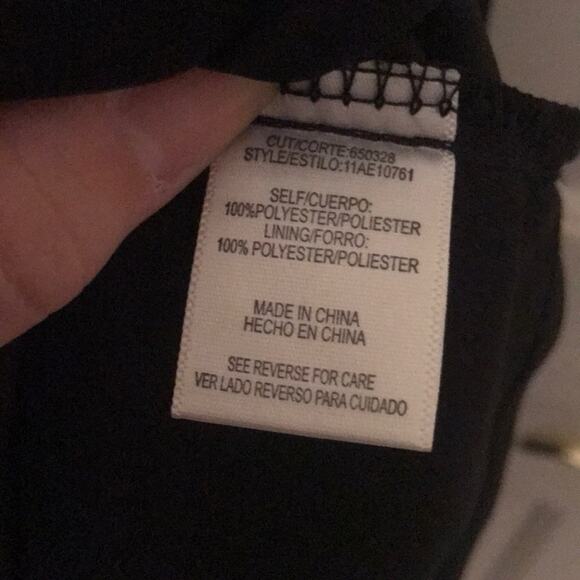 CUT/CORTE:650328
STYLE/ESTILO:11AE10761
SELF/CUERPO:
100%POLYESTER/POLIESTER
LINING/FORRO:
100% POLYESTER/POLIESTER
MADE IN CHINA
HECHO EN CHINA
SEE REVERSE FOR CARE
VER LADO REVERSO PARA CUIDADO